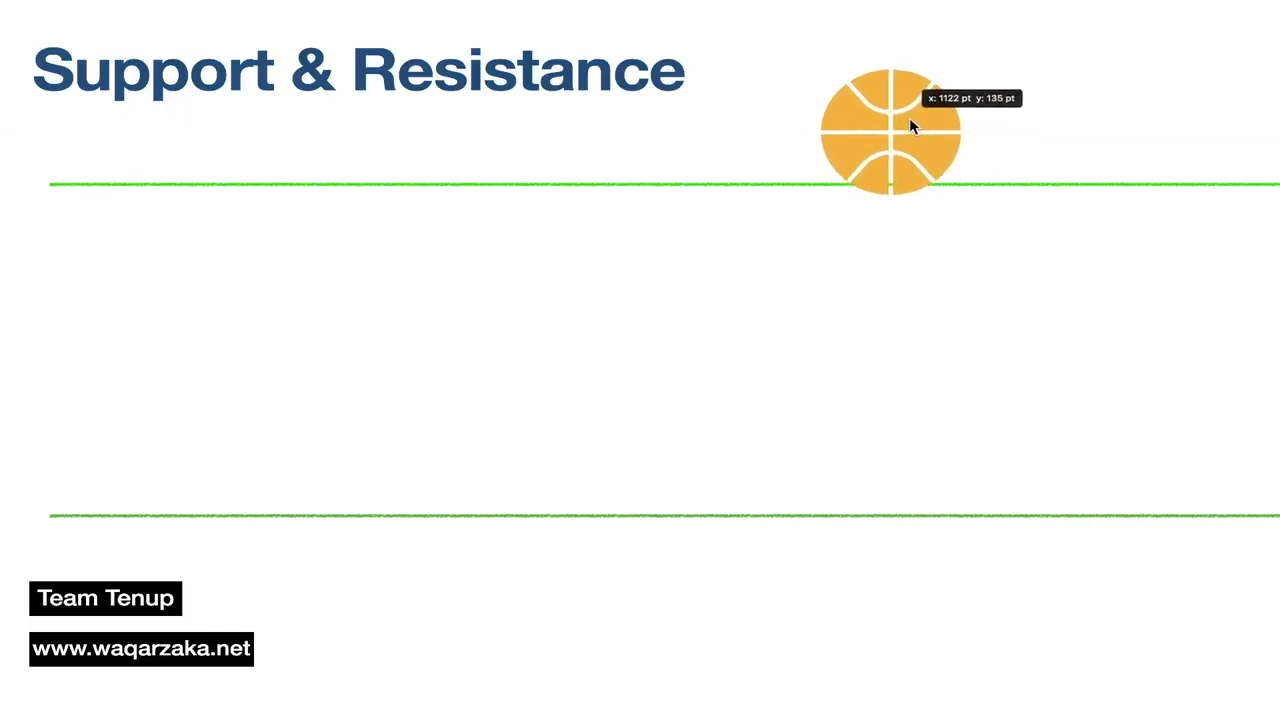 Support & Resistance
x: 1122 pt y: 135 pt
Team Tenup
www.waqarzaka.net